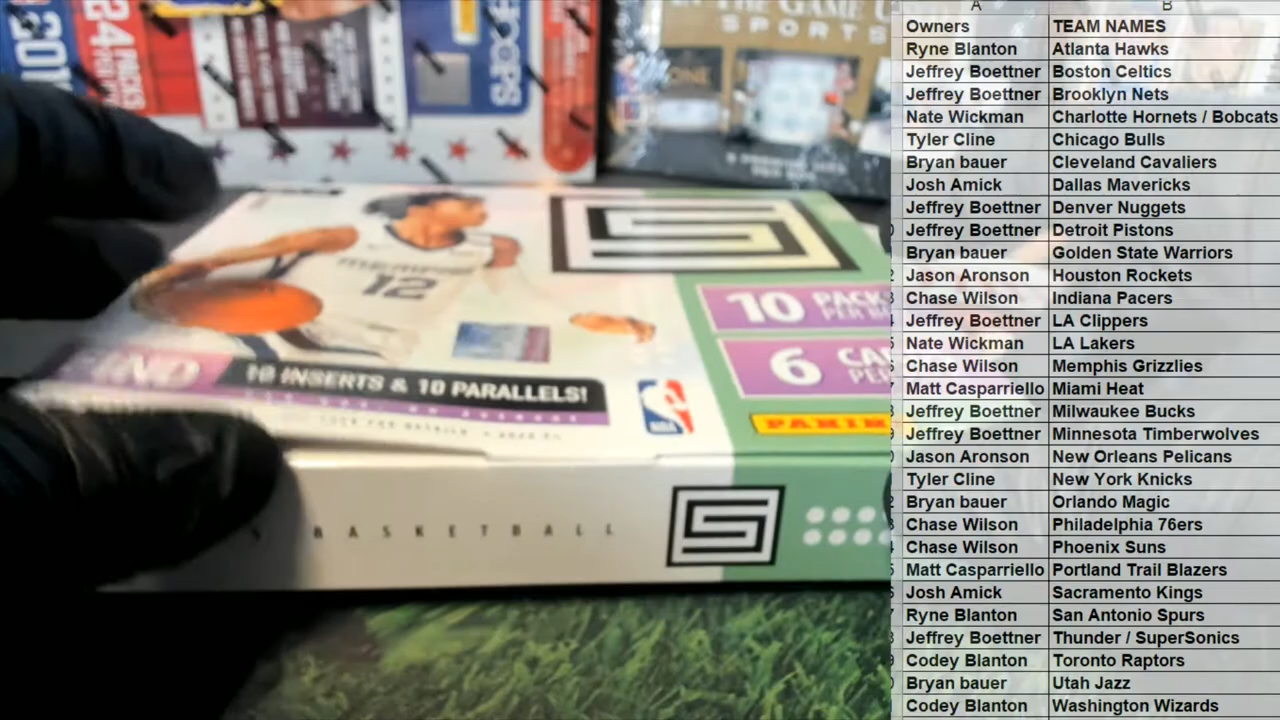 24 PACKS
HOOPS
IN THE GAME U
SPORTS
MEMPHIS
12
10 PACKS
PER B
6 CA
PE
10 INSERTS & 10 PARALLELS!
PANINI
BASKETBALL
A B
Owners TEAM NAMES
Ryne Blanton Atlanta Hawks
Jeffrey Boettner Boston Celtics
Jeffrey Boettner Brooklyn Nets
Nate Wickman Charlotte Hornets / Bobcats
Tyler Cline Chicago Bulls
Bryan bauer Cleveland Cavaliers
Josh Amick Dallas Mavericks
Jeffrey Boettner Denver Nuggets
Jeffrey Boettner Detroit Pistons
Bryan bauer Golden State Warriors
Jason Aronson Houston Rockets
Chase Wilson Indiana Pacers
Jeffrey Boettner LA Clippers
Nate Wickman LA Lakers
Chase Wilson Memphis Grizzlies
Matt Casparriello Miami Heat
Jeffrey Boettner Milwaukee Bucks
Jeffrey Boettner Minnesota Timberwolves
Jason Aronson New Orleans Pelicans
Tyler Cline New York Knicks
Bryan bauer Orlando Magic
Chase Wilson Philadelphia 76ers
Chase Wilson Phoenix Suns
Matt Casparriello Portland Trail Blazers
Josh Amick Sacramento Kings
Ryne Blanton San Antonio Spurs
Jeffrey Boettner Thunder / SuperSonics
Codey Blanton Toronto Raptors
Bryan bauer Utah Jazz
Codey Blanton Washington Wizards